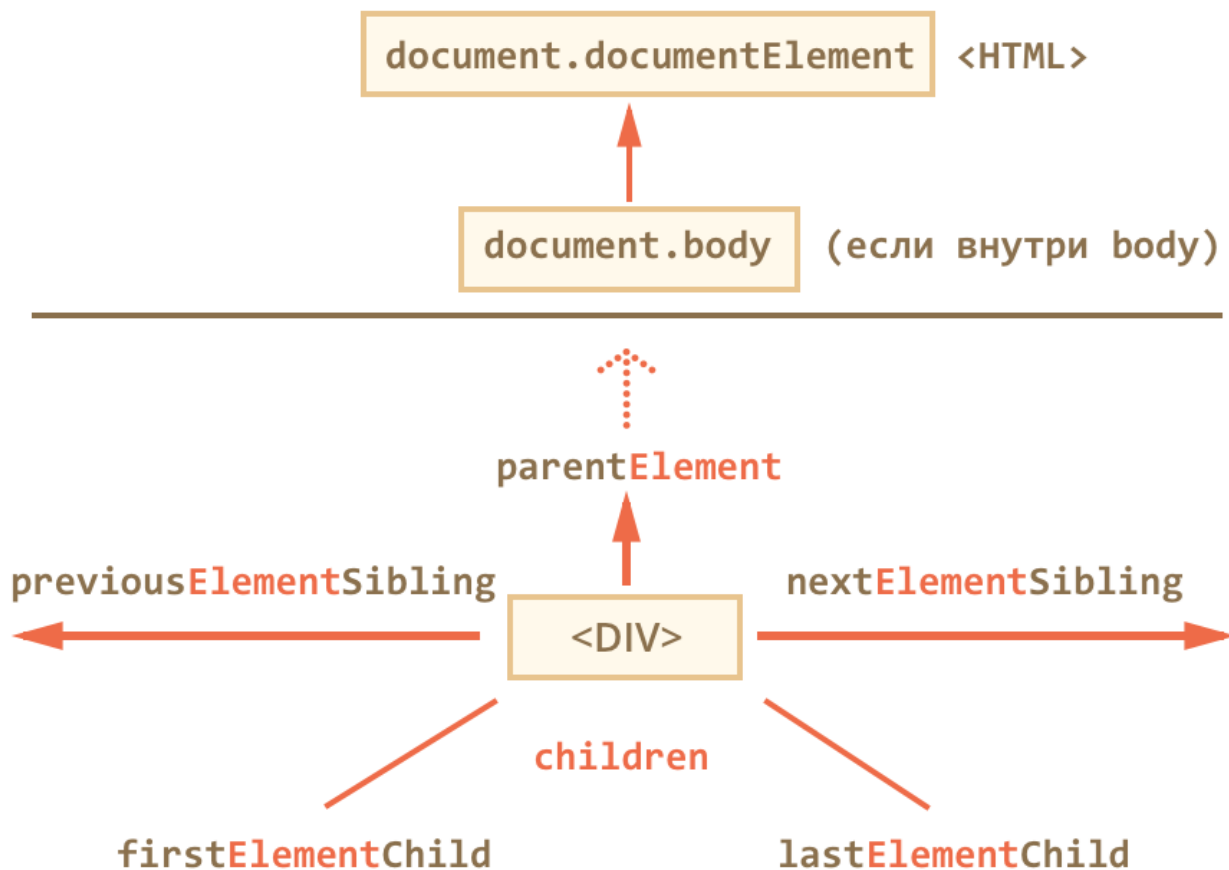 document.documentElement <HTML>
document.body (если внутри body)
parentElement
previousElementSibling nextElementSibling
<DIV>
children
firstElementChild lastElementChild